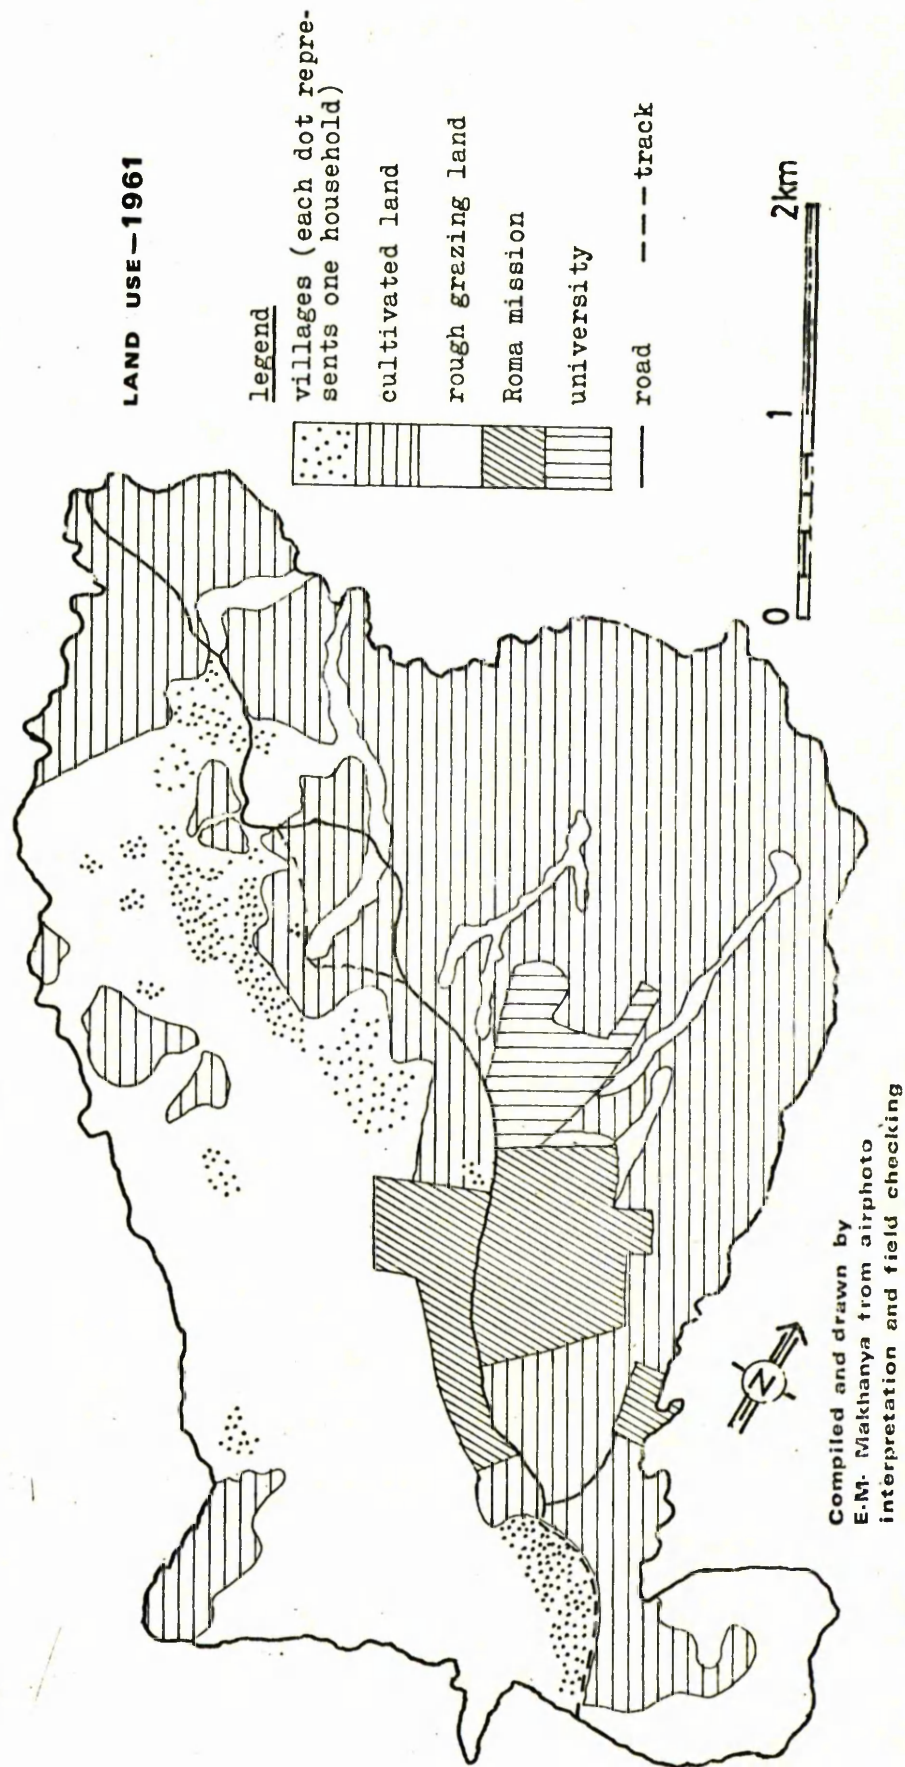 LAND USE—1961
legend
villages (each dot repre-
sents one household)
cultivated land
rough grazing land
Roma mission
university
road track
0 1 2km
N
Compiled and drawn by
E·M· Makhanya from airphoto
interpretation and field checking